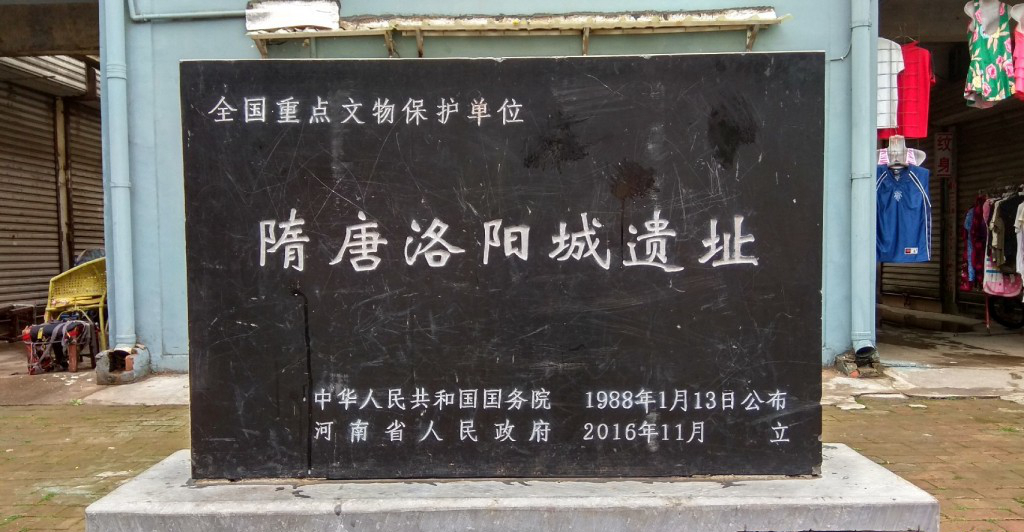 全国重点文物保护单位
隋唐洛阳城遗址
中华人民共和国国务院 1988年1月13日公布
河南省人民政府 2016年11月 立
纹身